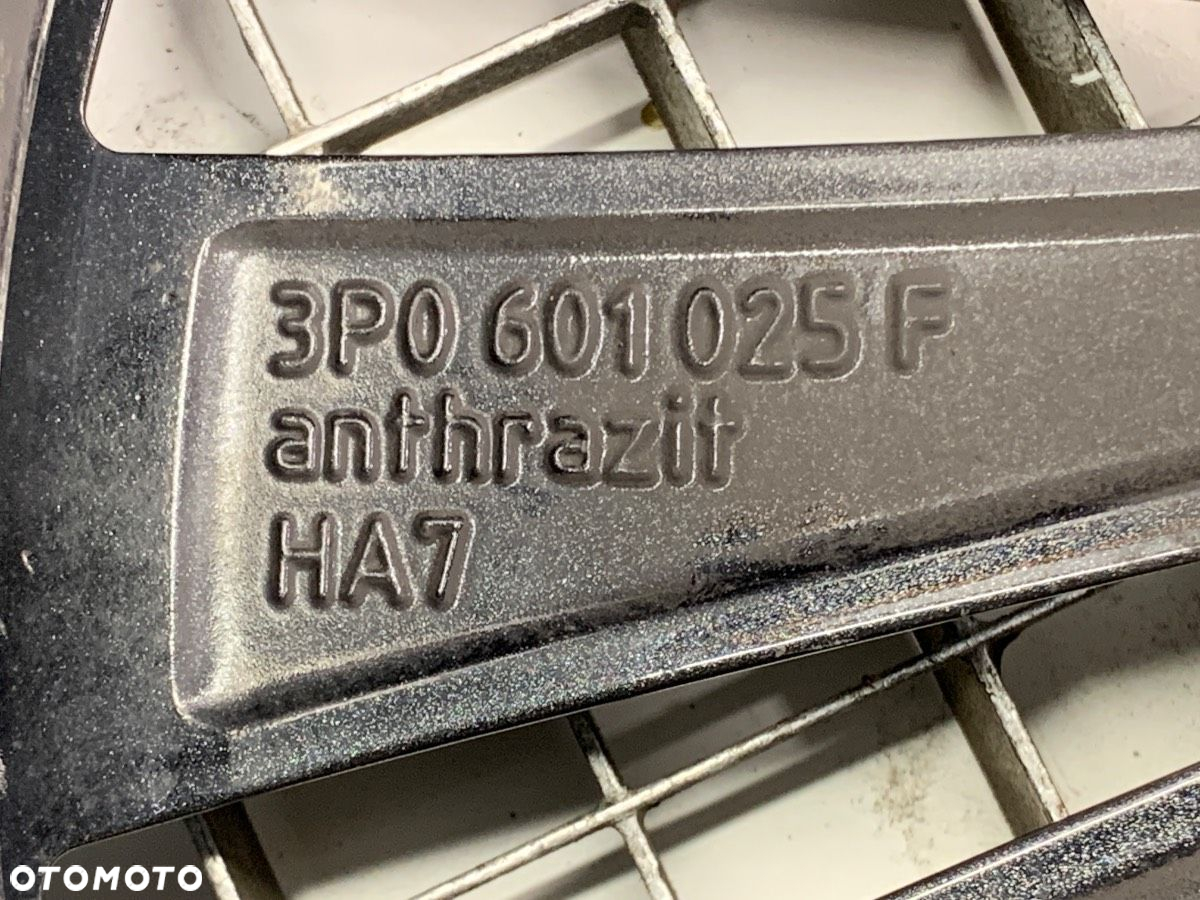 3P0 601 025 F
anthrazit
HA7
OTOMOTO